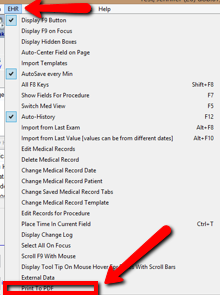 EHR
Help
Display F9 Button
Display F9 on Focus
Display Hidden Boxes
Auto-Center Field on Page
Import Templates
AutoSave every Min
All F8 Keys Shift+F8
Show Fields For Procedure F7
Switch Med View F5
Auto-History F12
Import from Last Exam Alt+F8
Import from Last Value [values can be from different dates] Alt+F10
Edit Medical Records
Delete Medical Record
Change Medical Record Date
Change Medical Record Patient
Change Saved Medical Record Tabs
Change Medical Record Template
Edit Records for Procedure
Place Time In Current Field Ctrl+T
Display Change Log
Select All On Focus
Scroll F9 With Mouse
Display Tool Tip On Mouse Hover For With Scroll Bars
External Data
Print To PDF